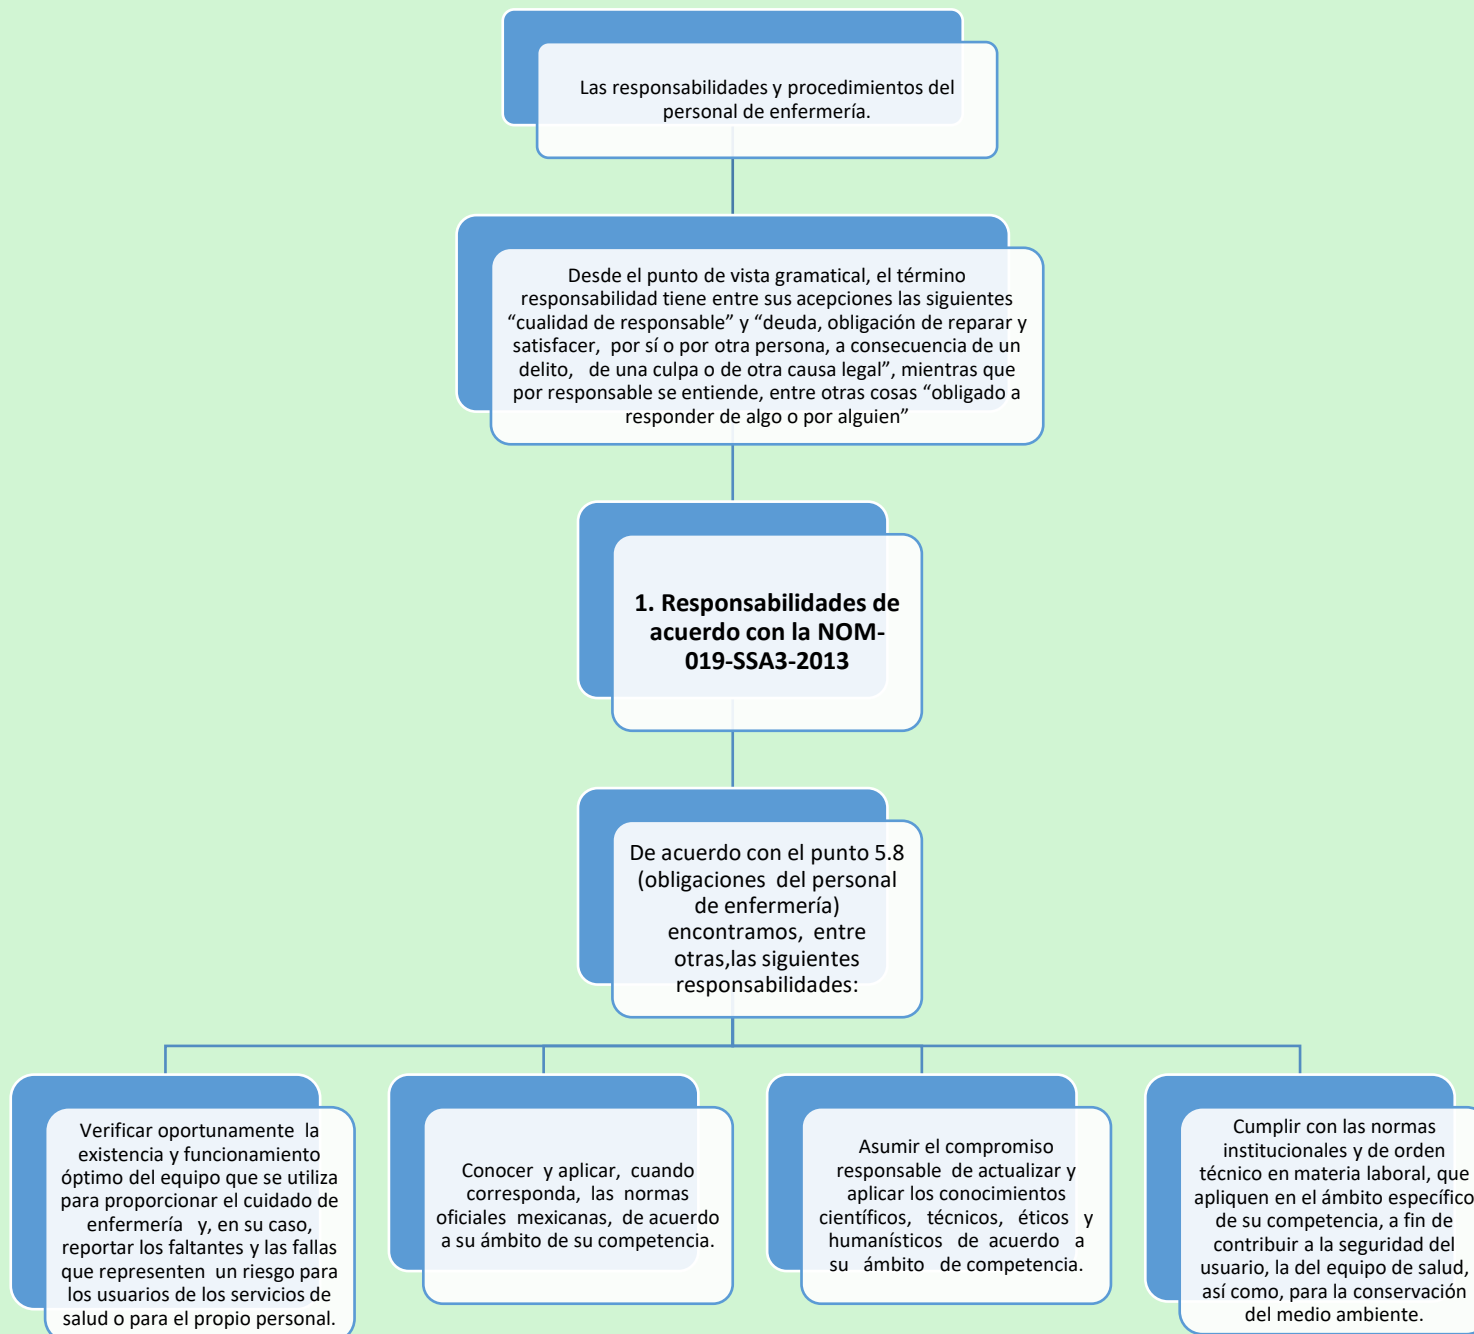 Las responsabilidades y procedimientos del
personal de enfermería.
Desde el punto de vista gramatical, el término
responsabilidad tiene entre sus acepciones las siguientes
“cualidad de responsable” y “deuda, obligación de reparar y
satisfacer, por sí o por otra persona, a consecuencia de un
delito, de una culpa o de otra causa legal”, mientras que
por responsable se entiende, entre otras cosas “obligado a
responder de algo o por alguien”
1. Responsabilidades de
acuerdo con la NOM-
019-SSA3-2013
De acuerdo con el punto 5.8
(obligaciones del personal
de enfermería)
encontramos, entre
otras,las siguientes
responsabilidades:
Verificar oportunamente la
existencia y funcionamiento
óptimo del equipo que se utiliza
para proporcionar el cuidado de
enfermería y, en su caso,
reportar los faltantes y las fallas
que representen un riesgo para
los usuarios de los servicios de
salud o para el propio personal.
Conocer y aplicar, cuando
corresponda, las normas
oficiales mexicanas, de acuerdo
a su ámbito de su competencia.
Asumir el compromiso
responsable de actualizar y
aplicar los conocimientos
científicos, técnicos, éticos y
humanísticos de acuerdo a
su ámbito de competencia.
Cumplir con las normas
institucionales y de orden
técnico en materia laboral, que
apliquen en el ámbito específico
de su competencia, a fin de
contribuir a la seguridad del
usuario, la del equipo de salud,
así como, para la conservación
del medio ambiente.